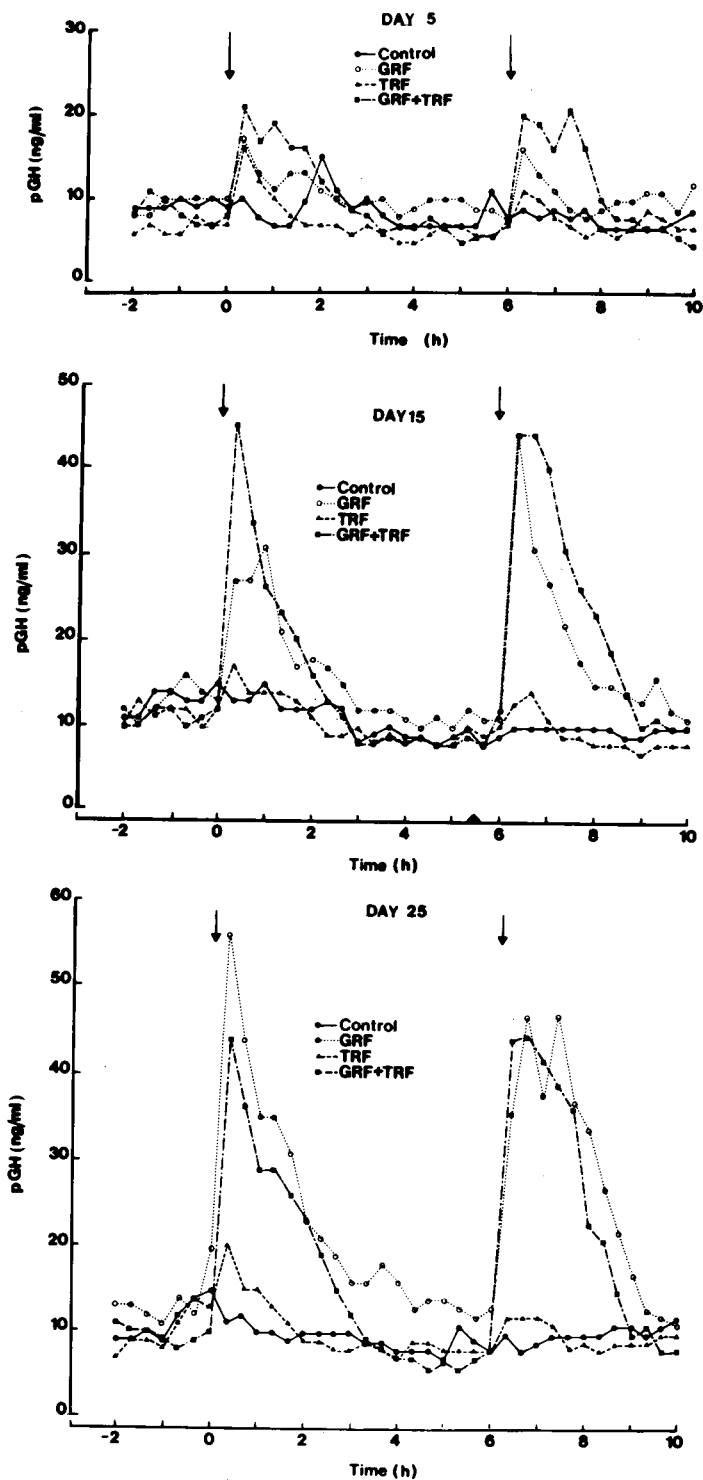 DAY 5
30
20
10
0
pGH (ng/ml)
Control
GRF
TRF
GRF+TRF
-2 0 2 4 6 8 10
Time (h)
DAY 15
50
40
30
20
10
0
pGH (ng/ml)
Control
GRF
TRF
GRF+TRF
-2 0 2 4 6 8 10
Time (h)
DAY 25
60
50
40
30
20
10
0
pGH (ng/ml)
Control
GRF
TRF
GRF+TRF
-2 0 2 4 6 8 10
Time (h)